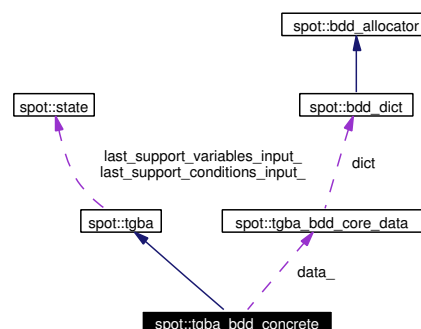 spot::bdd_allocator
spot::state
spot::bdd_dict
last_support_variables_input_
last_support_conditions_input_
dict
spot::tgba
spot::tgba_bdd_core_data
data_
spot::tgba_bdd_concrete